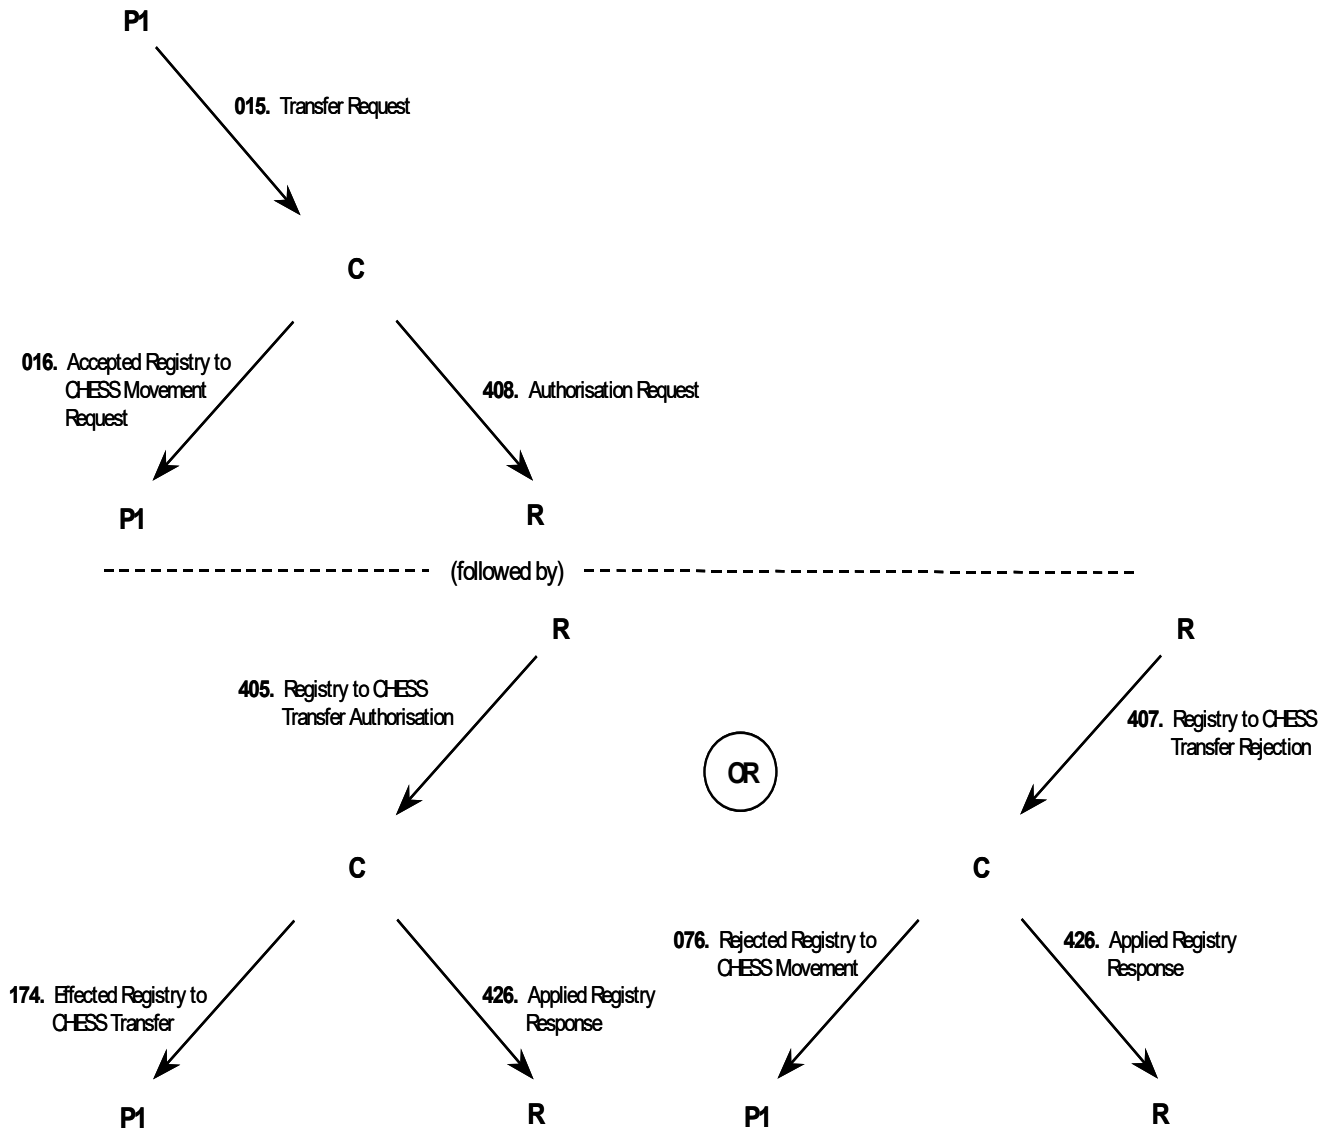 P1
015. Transfer Request
C
016. Accepted Registry to
CHESS Movement
Request
408. Authorisation Request
P1
R
(followed by)
R
R
405. Registry to CHESS
Transfer Authorisation
407. Registry to CHESS
Transfer Rejection
OR
C
C
174. Effected Registry to
CHESS Transfer
426. Applied Registry
Response
076. Rejected Registry to
CHESS Movement
426. Applied Registry
Response
P1
R
P1
R